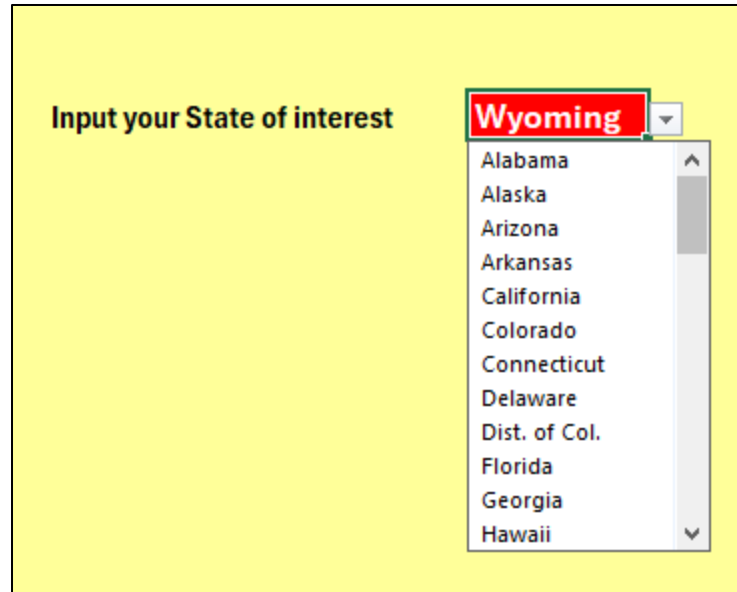 Input your State of interest Wyoming
Alabama
Alaska
Arizona
Arkansas
California
Colorado
Connecticut
Delaware
Dist. of Col.
Florida
Georgia
Hawaii